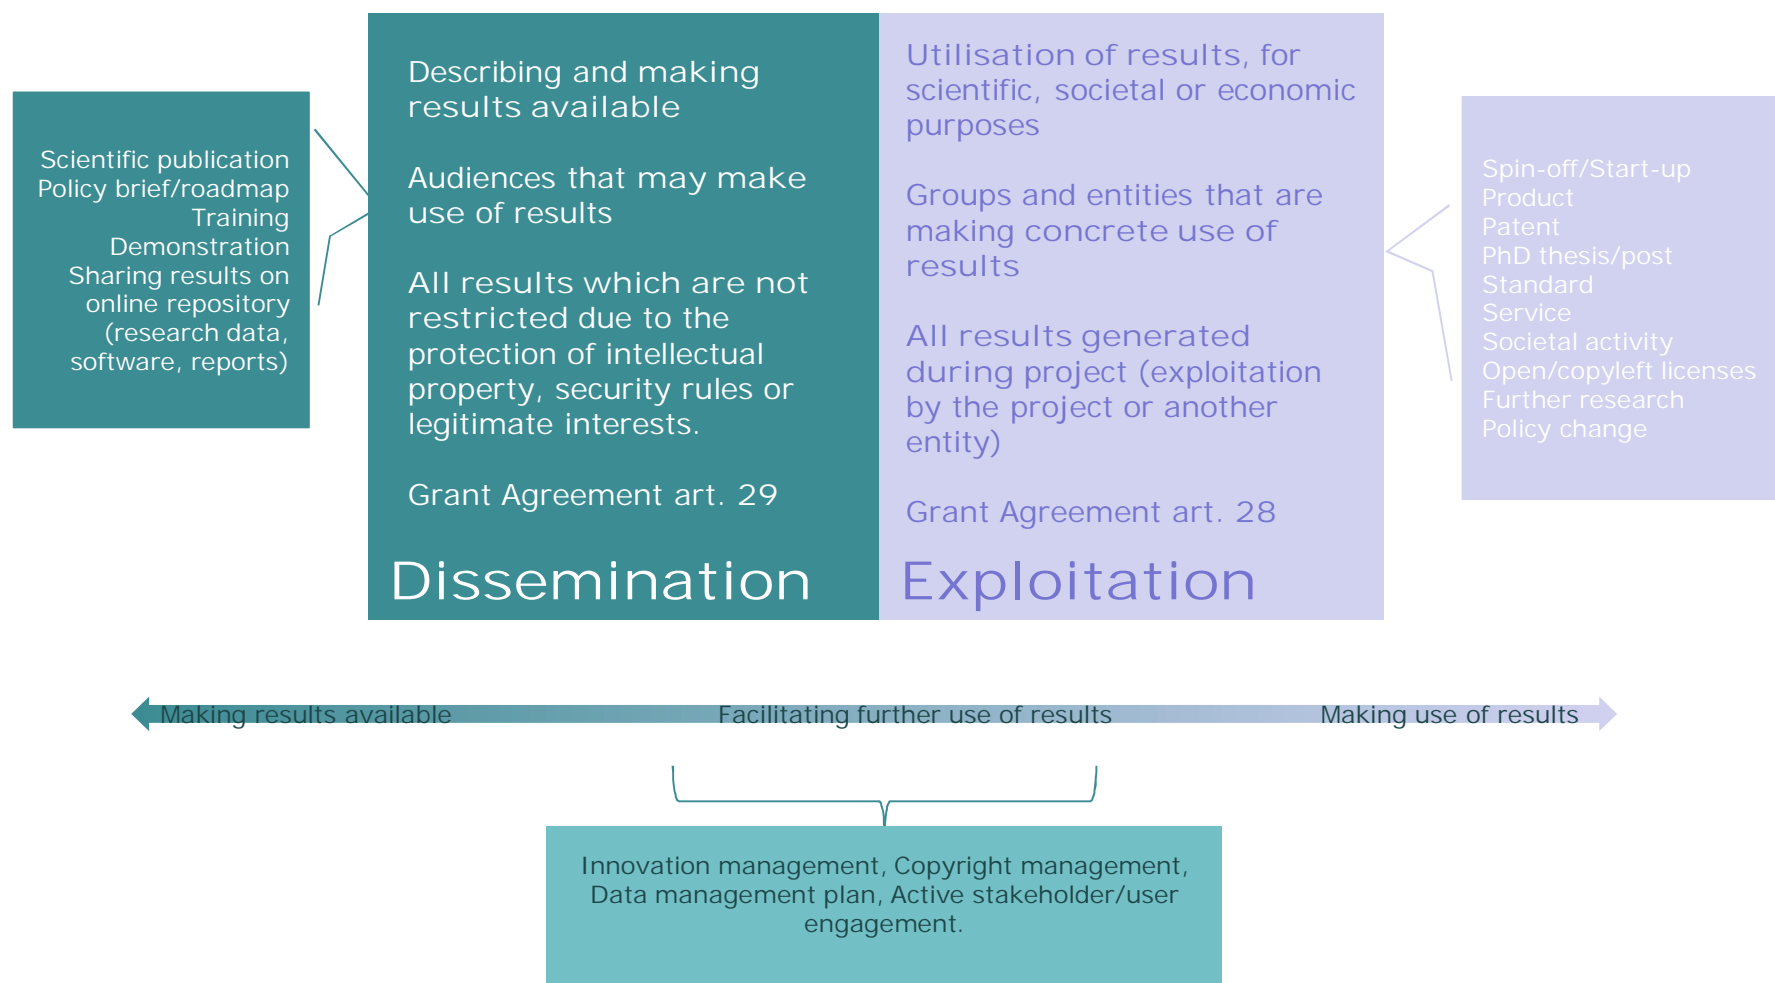 Scientific publication
Policy brief/roadmap
Training
Demonstration
Sharing results on
online repository
(research data,
software, reports)
Describing and making
results available
Audiences that may make
use of results
All results which are not
restricted due to the
protection of intellectual
property, security rules or
legitimate interests.
Grant Agreement art. 29
Dissemination
Utilisation of results, for
scientific, societal or economic
purposes
Groups and entities that are
making concrete use of
results
All results generated
during project (exploitation
by the project or another
entity)
Grant Agreement art. 28
Exploitation
Spin-off/Start-up
Product
Patent
PhD thesis/post
Standard
Service
Societal activity
Open/copyleft licenses
Further research
Policy change
Making results available
Facilitating further use of results
Making use of results
Innovation management, Copyright management,
Data management plan, Active stakeholder/user
engagement.